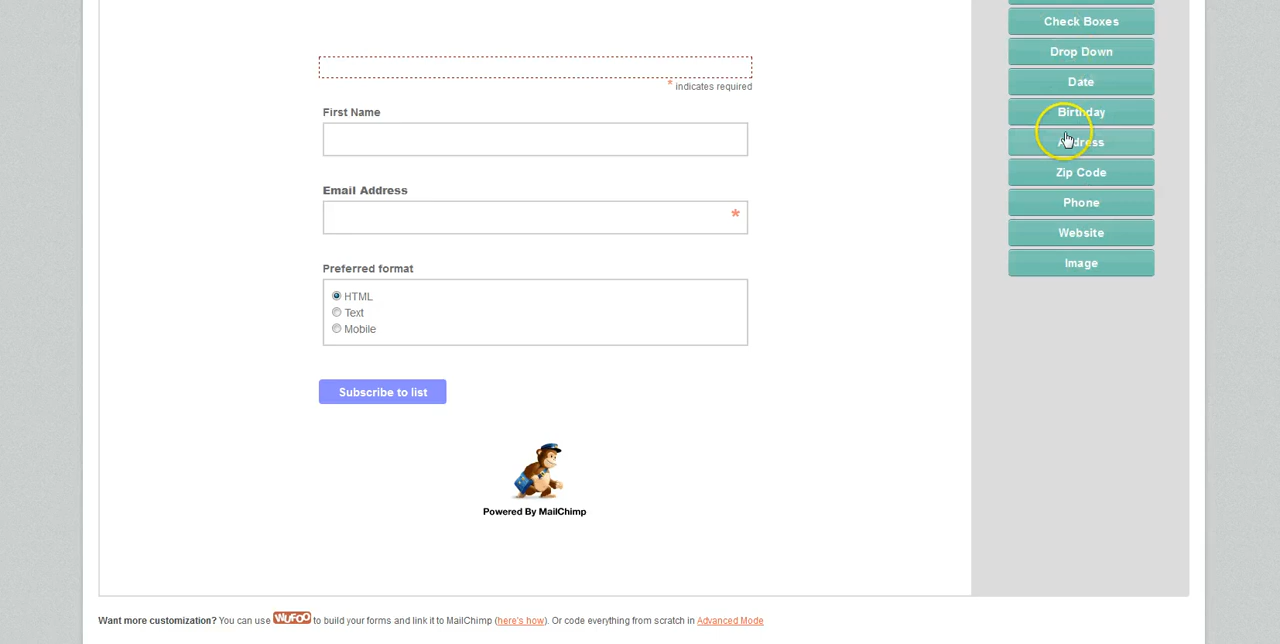 Check Boxes
Drop Down
Date
* indicates required
First Name
Birthday
Address
Zip Code
Email Address
Phone
*
Website
Preferred format
Image
HTML
Text
Mobile
Subscribe to list
Powered By MailChimp
Want more customization? You can use WUFOO to build your forms and link it to MailChimp (here's how). Or code everything from scratch in Advanced Mode